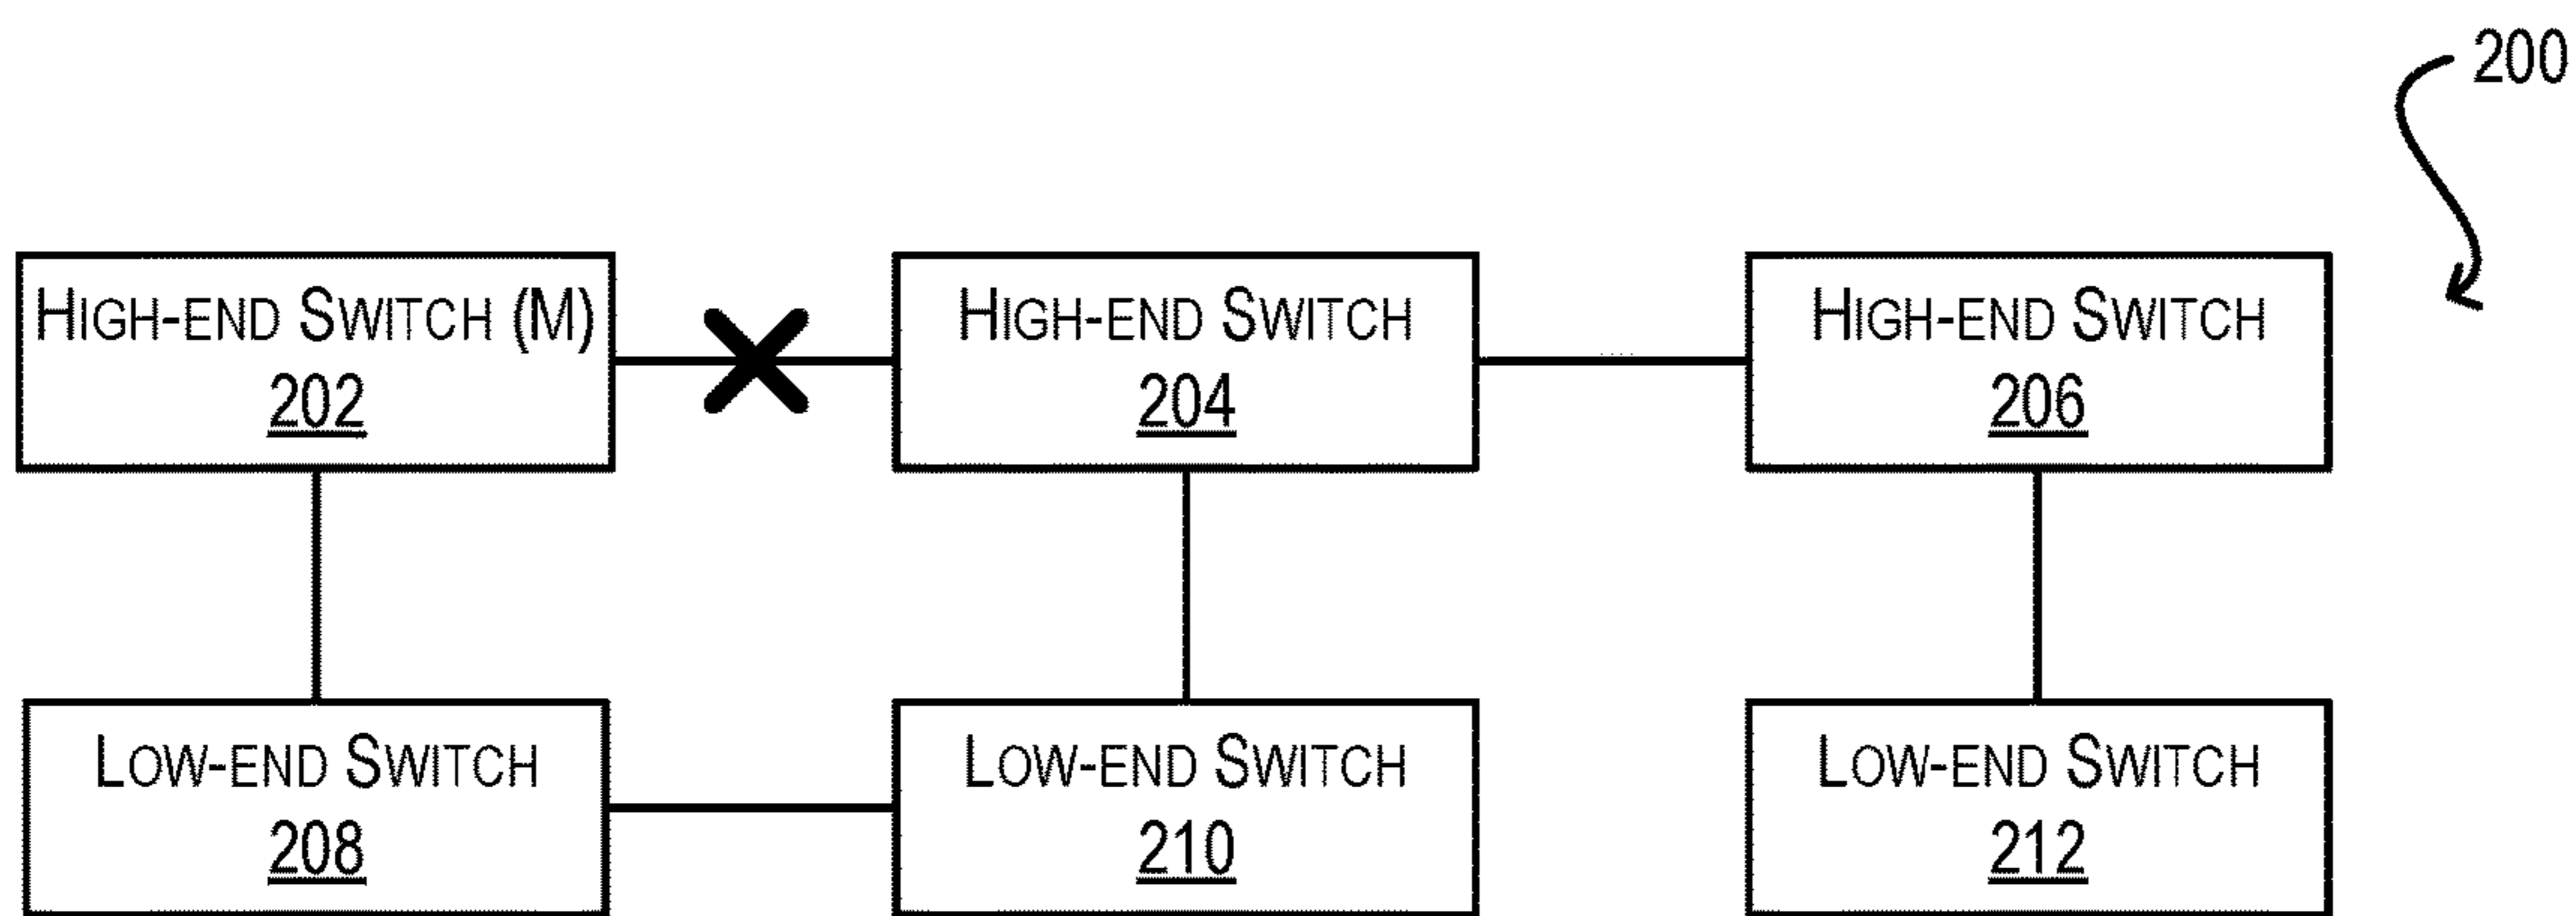 200
HIGH-END SWITCH (M)
202
HIGH-END SWITCH
204
HIGH-END SWITCH
206
LOW-END SWITCH
208
LOW-END SWITCH
210
LOW-END SWITCH
212